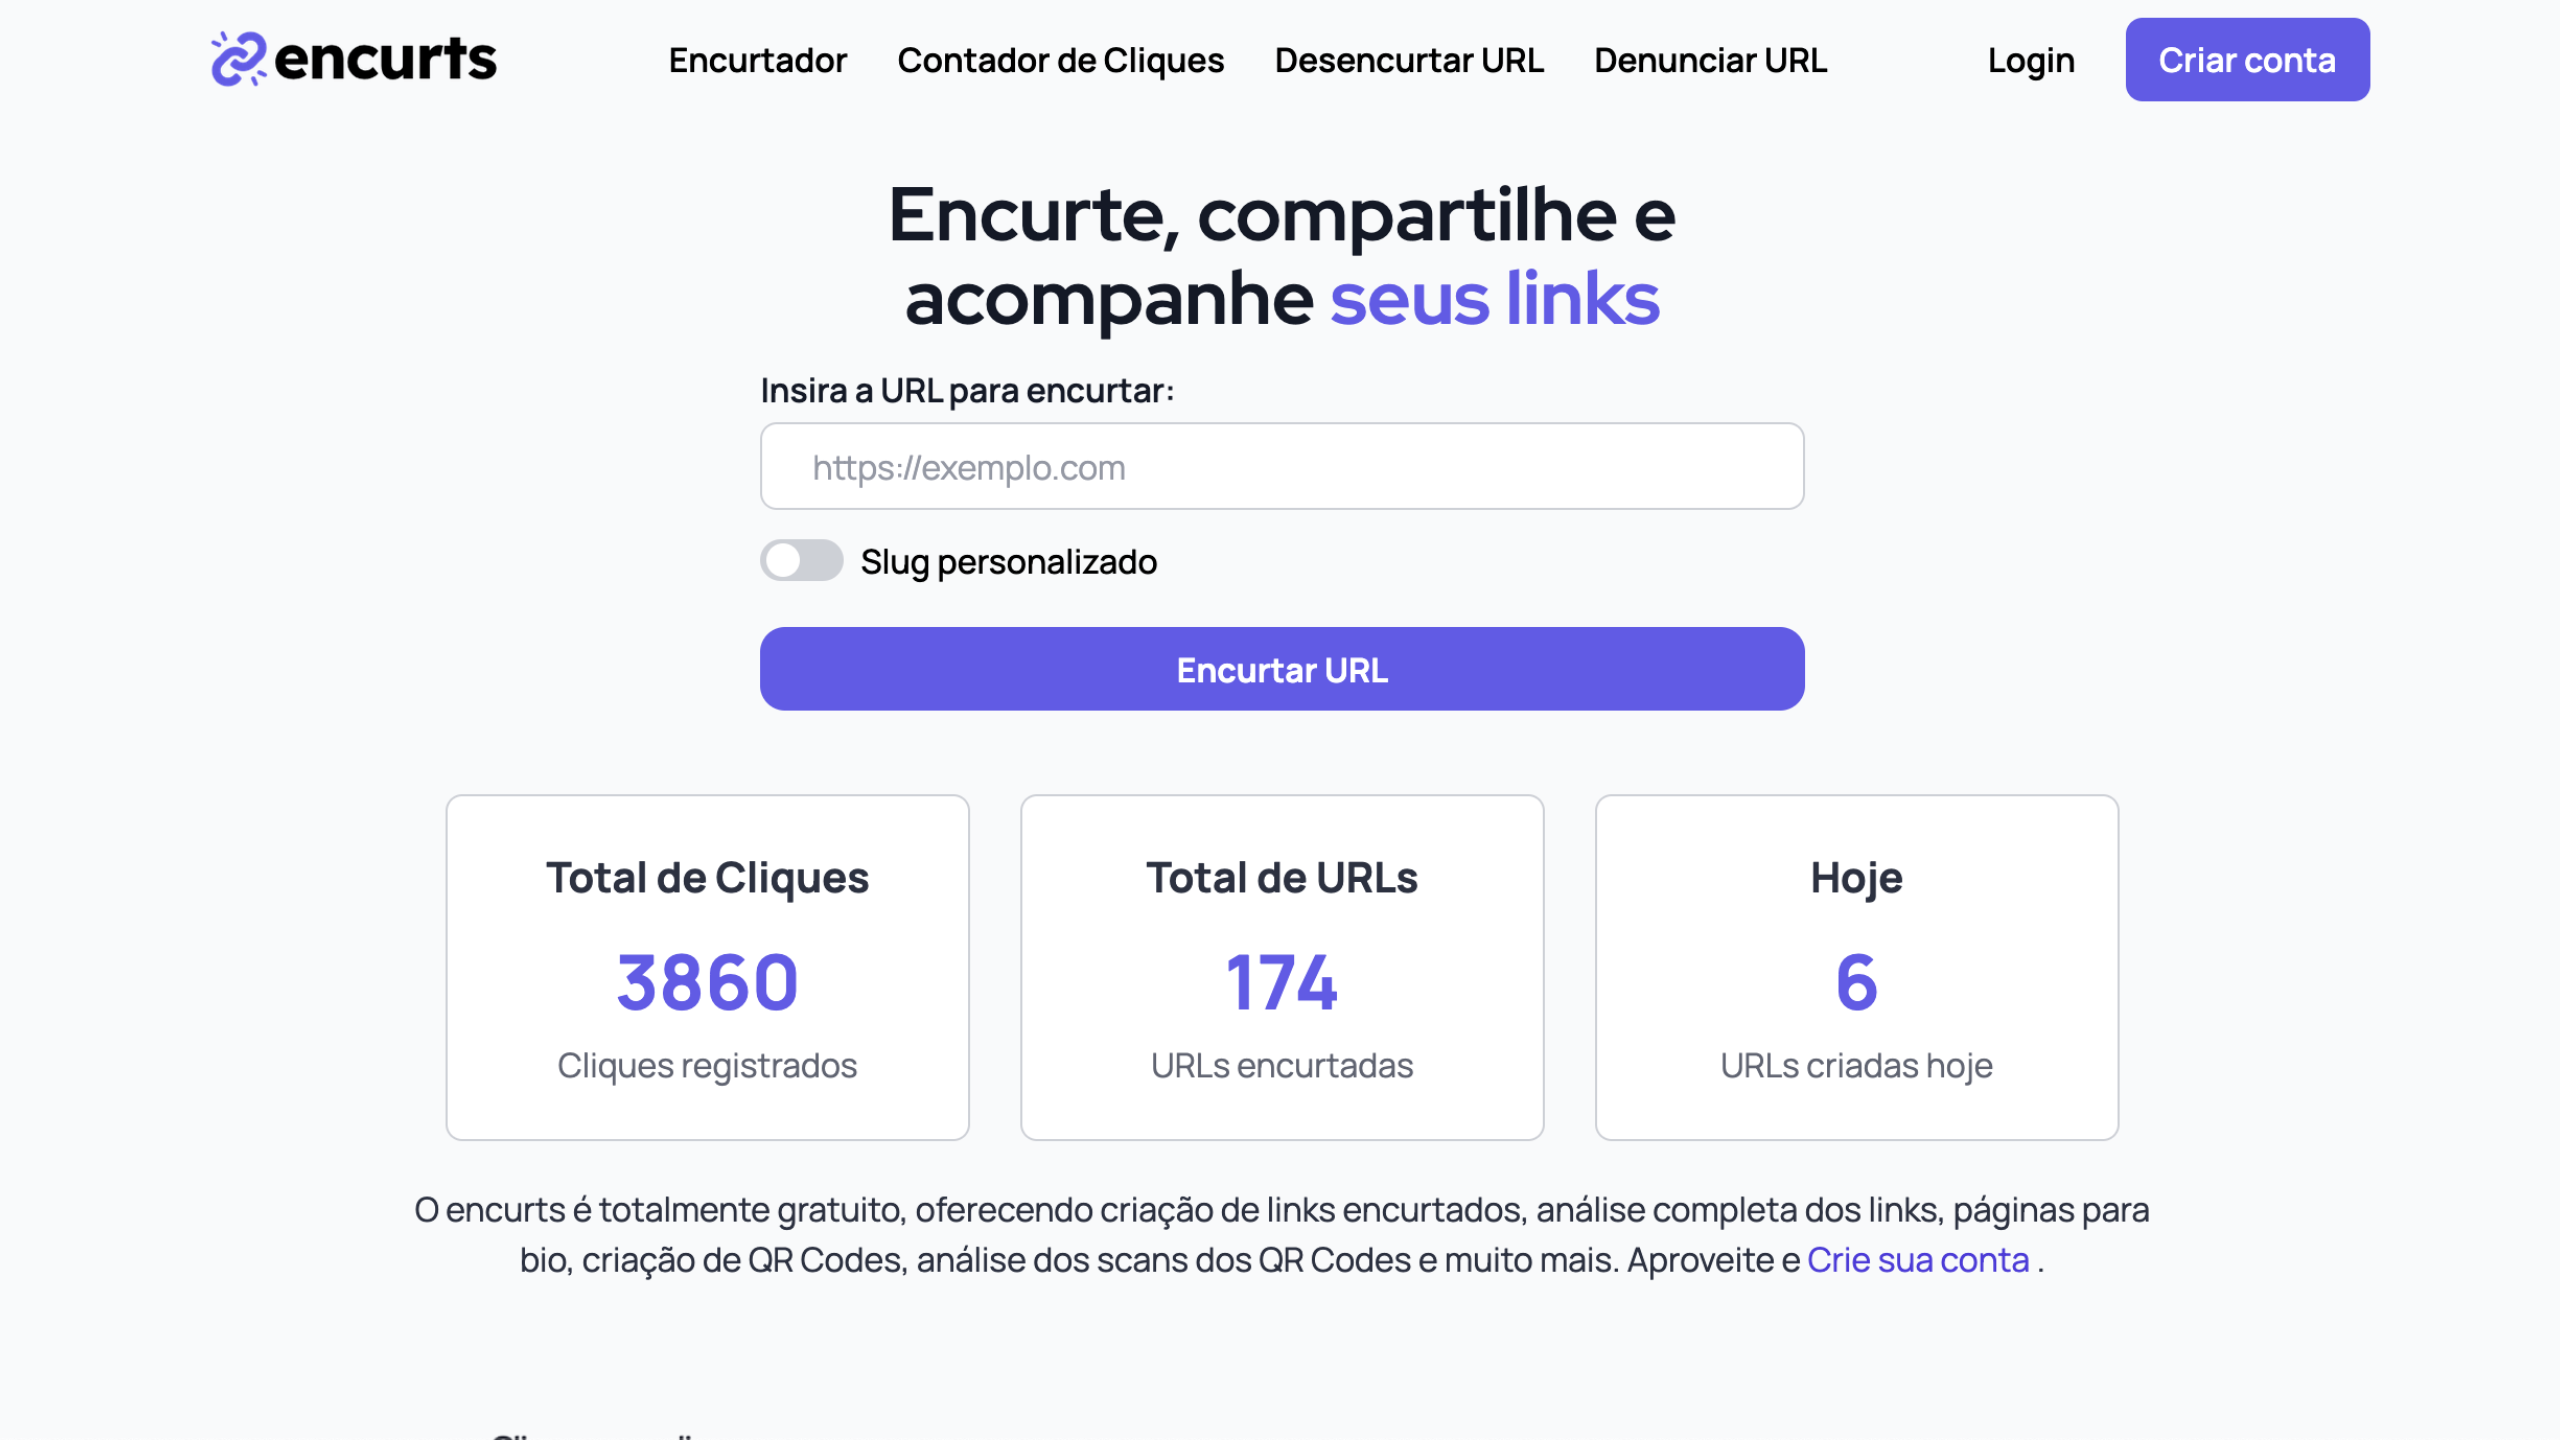 encurts
Encurtador
Contador de Cliques
Desencurtar URL
Denunciar URL
Login
Criar conta
Encurte, compartilhe e
acompanhe seus links
Insira a URL para encurtar:
https://exemplo.com
Slug personalizado
Encurtar URL
Total de Cliques
3860
Cliques registrados
Total de URLs
174
URLs encurtadas
Hoje
6
URLs criadas hoje
O encurts é totalmente gratuito, oferecendo criação de links encurtados, análise completa dos links, páginas para
bio, criação de QR Codes, análise dos scans dos QR Codes e muito mais. Aproveite e Crie sua conta .